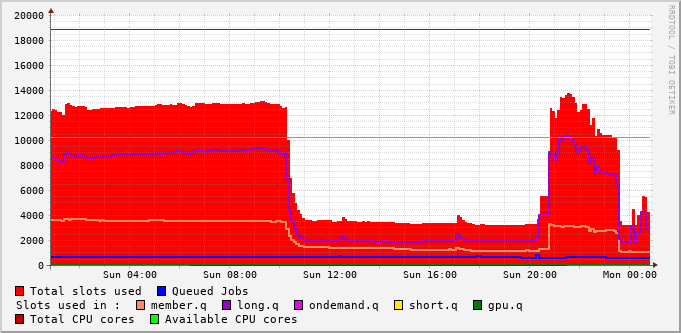 20000
18000
16000
14000
12000
10000
8000
6000
4000
2000
0
Sun 04:00 Sun 08:00 Sun 12:00 Sun 16:00 Sun 20:00 Mon 00:00
RRDTOOL / TOBI OETIKER
Total slots used Queued Jobs
Slots used in : member.q long.q ondemand.q short.q gpu.q
Total CPU cores Available CPU cores